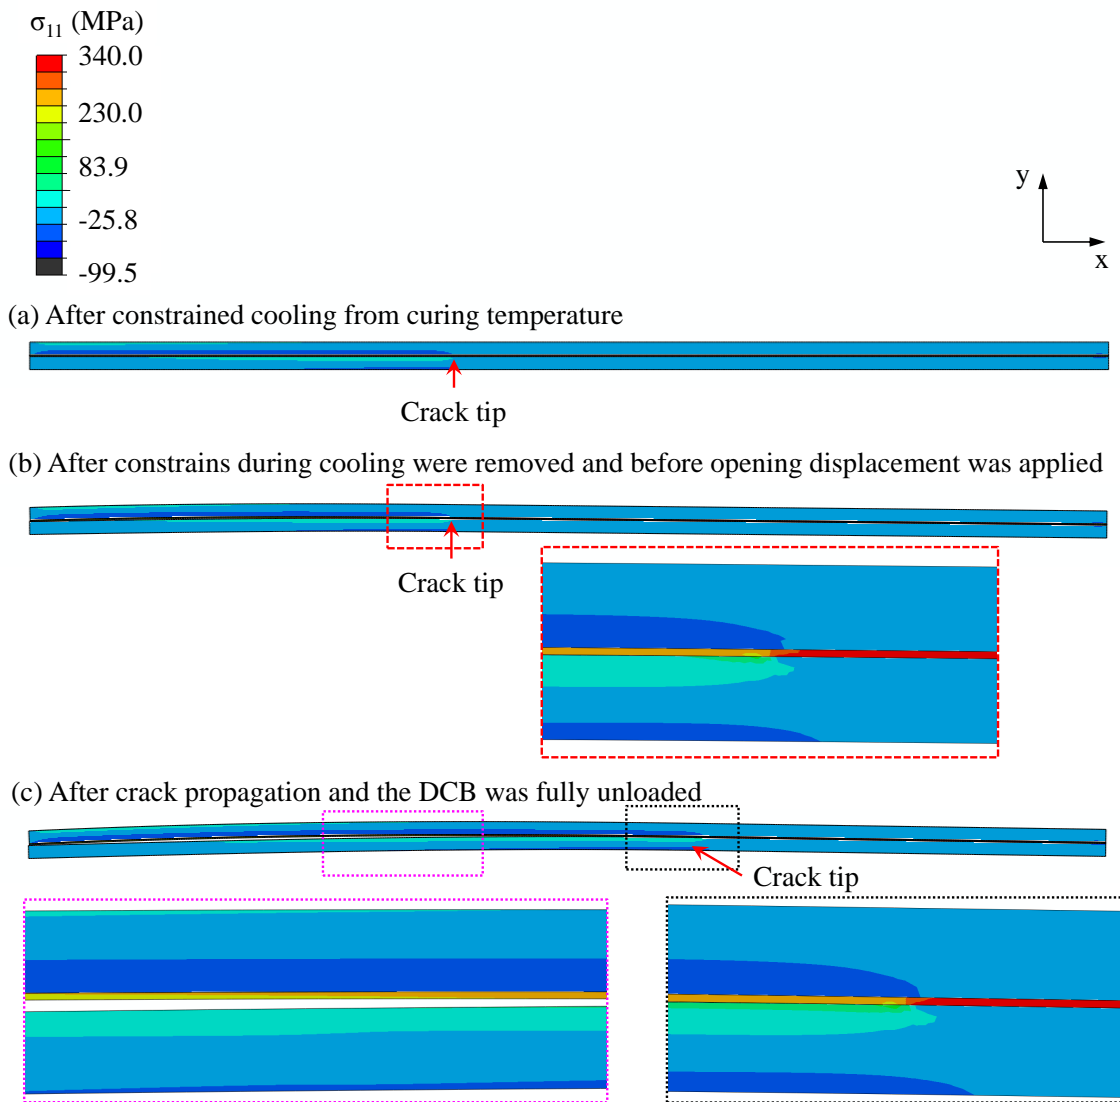 σ11 (MPa)
340.0
230.0
83.9
-25.8
-99.5
y
x
(a) After constrained cooling from curing temperature
Crack tip
(b) After constrains during cooling were removed and before opening displacement was applied
Crack tip
(c) After crack propagation and the DCB was fully unloaded
Crack tip